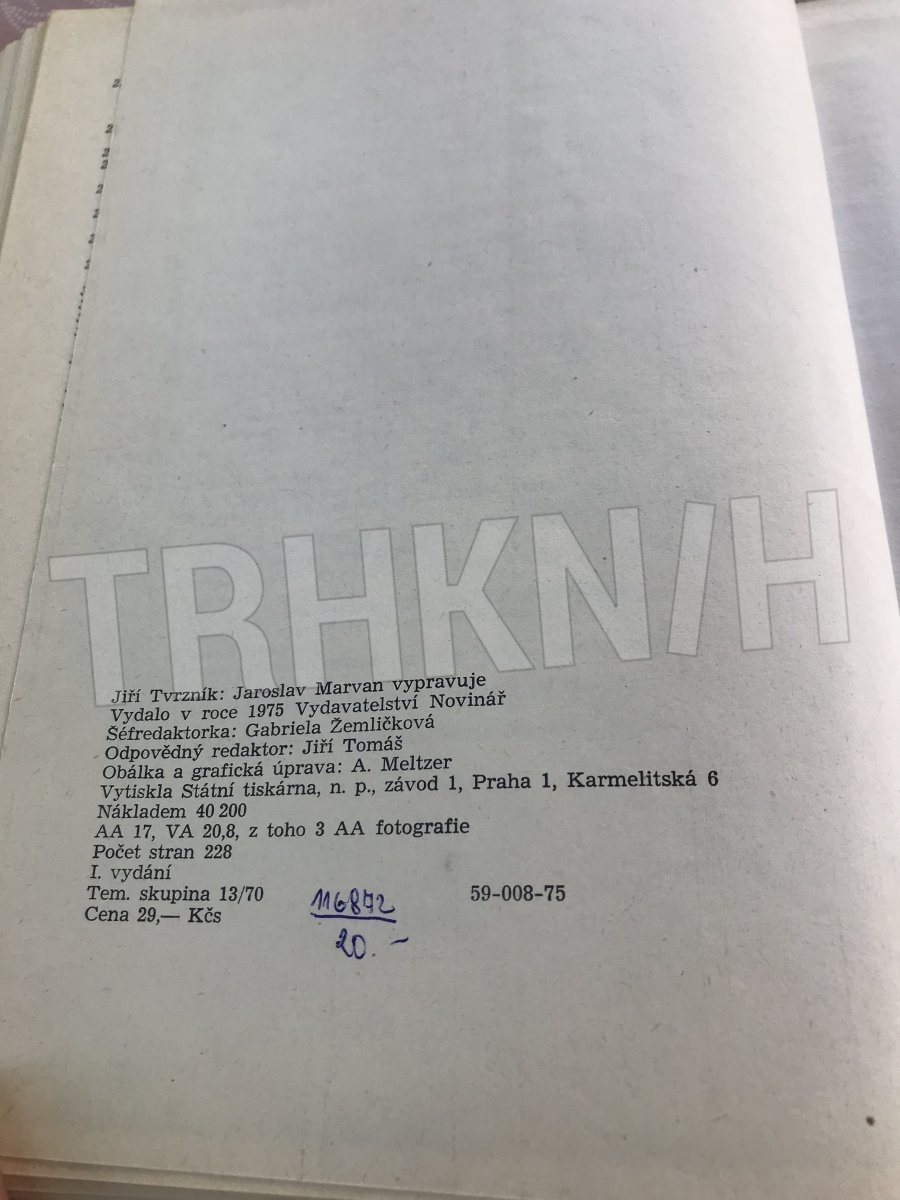 TRHKNIH
Jiří Tvrzník: Jaroslav Marvan vypravuje
Vydalo v roce 1975 Vydavatelství Novinář
Šéfredaktorka: Gabriela Žemličková
Odpovědný redaktor: Jiří Tomáš
Obálka a grafická úprava: A. Meltzer
Vytiskla Státní tiskárna, n. p., závod 1, Praha 1, Karmelitská 6
Nákladem 40 200
AA 17, VA 20,8, z toho 3 AA fotografie
Počet stran 228
I. vydání
Tem. skupina 13/70 116872 59-008-75
Cena 29,— Kčs
20.–